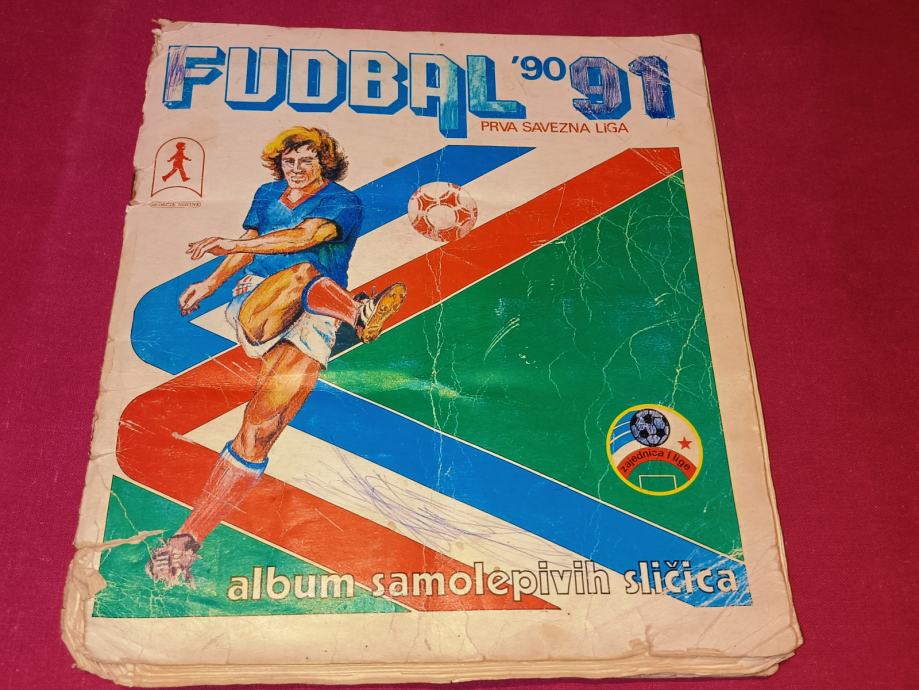 FUDBAL '90 91
PRVA SAVEZNA LiGA
zajednica I lige
album samolepivih sličica